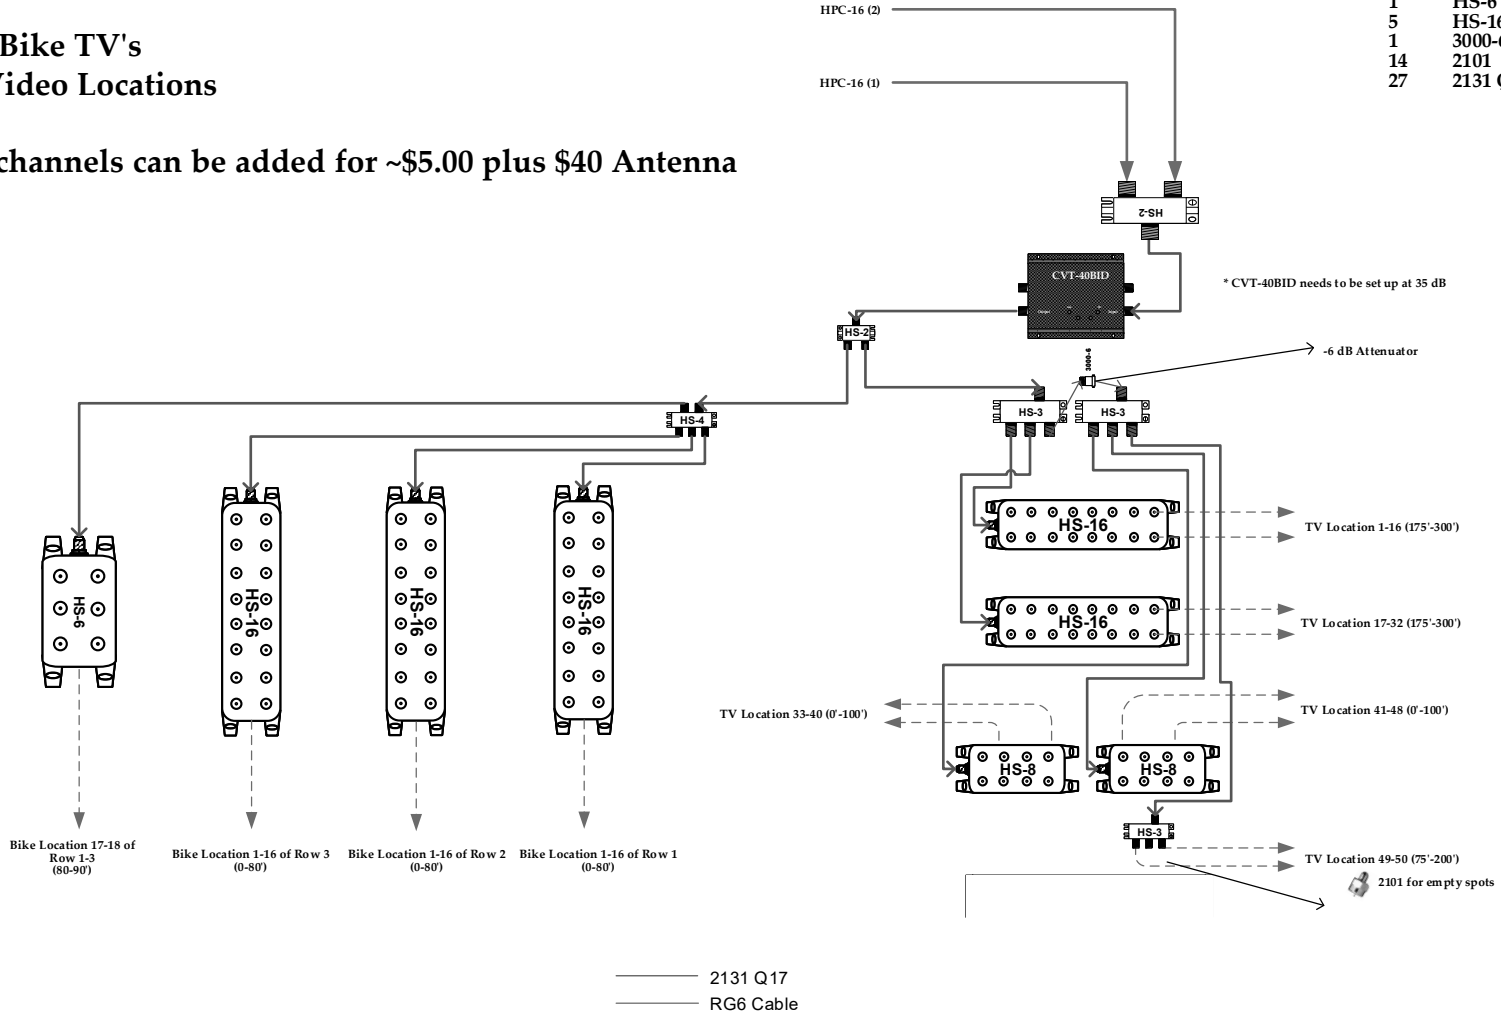 HPC-16 (2)
1 HS-6
5 HS-16
1 3000-6
14 2101
27 2131
Bike TV's
Video Locations
HPC-16 (1)
channels can be added for ~$5.00 plus $40 Antenna
HS-2
CVT-40BID
Output
Input
* CVT-40BID needs to be set up at 35 dB
HS-2
3000-6
-6 dB Attenuator
HS-4
HS-3
HS-3
HS-16
TV Location 1-16 (175'-300')
HS-6
HS-16
HS-16
HS-16
HS-16
TV Location 17-32 (175'-300')
TV Location 33-40 (0'-100')
TV Location 41-48 (0'-100')
HS-8
HS-8
HS-3
Bike Location 17-18 of
Row 1-3
(80-90')
Bike Location 1-16 of Row 3
(0-80')
Bike Location 1-16 of Row 2
(0-80')
Bike Location 1-16 of Row 1
(0-80')
TV Location 49-50 (75'-200')
2101 for empty spots
2131 Q17
RG6 Cable